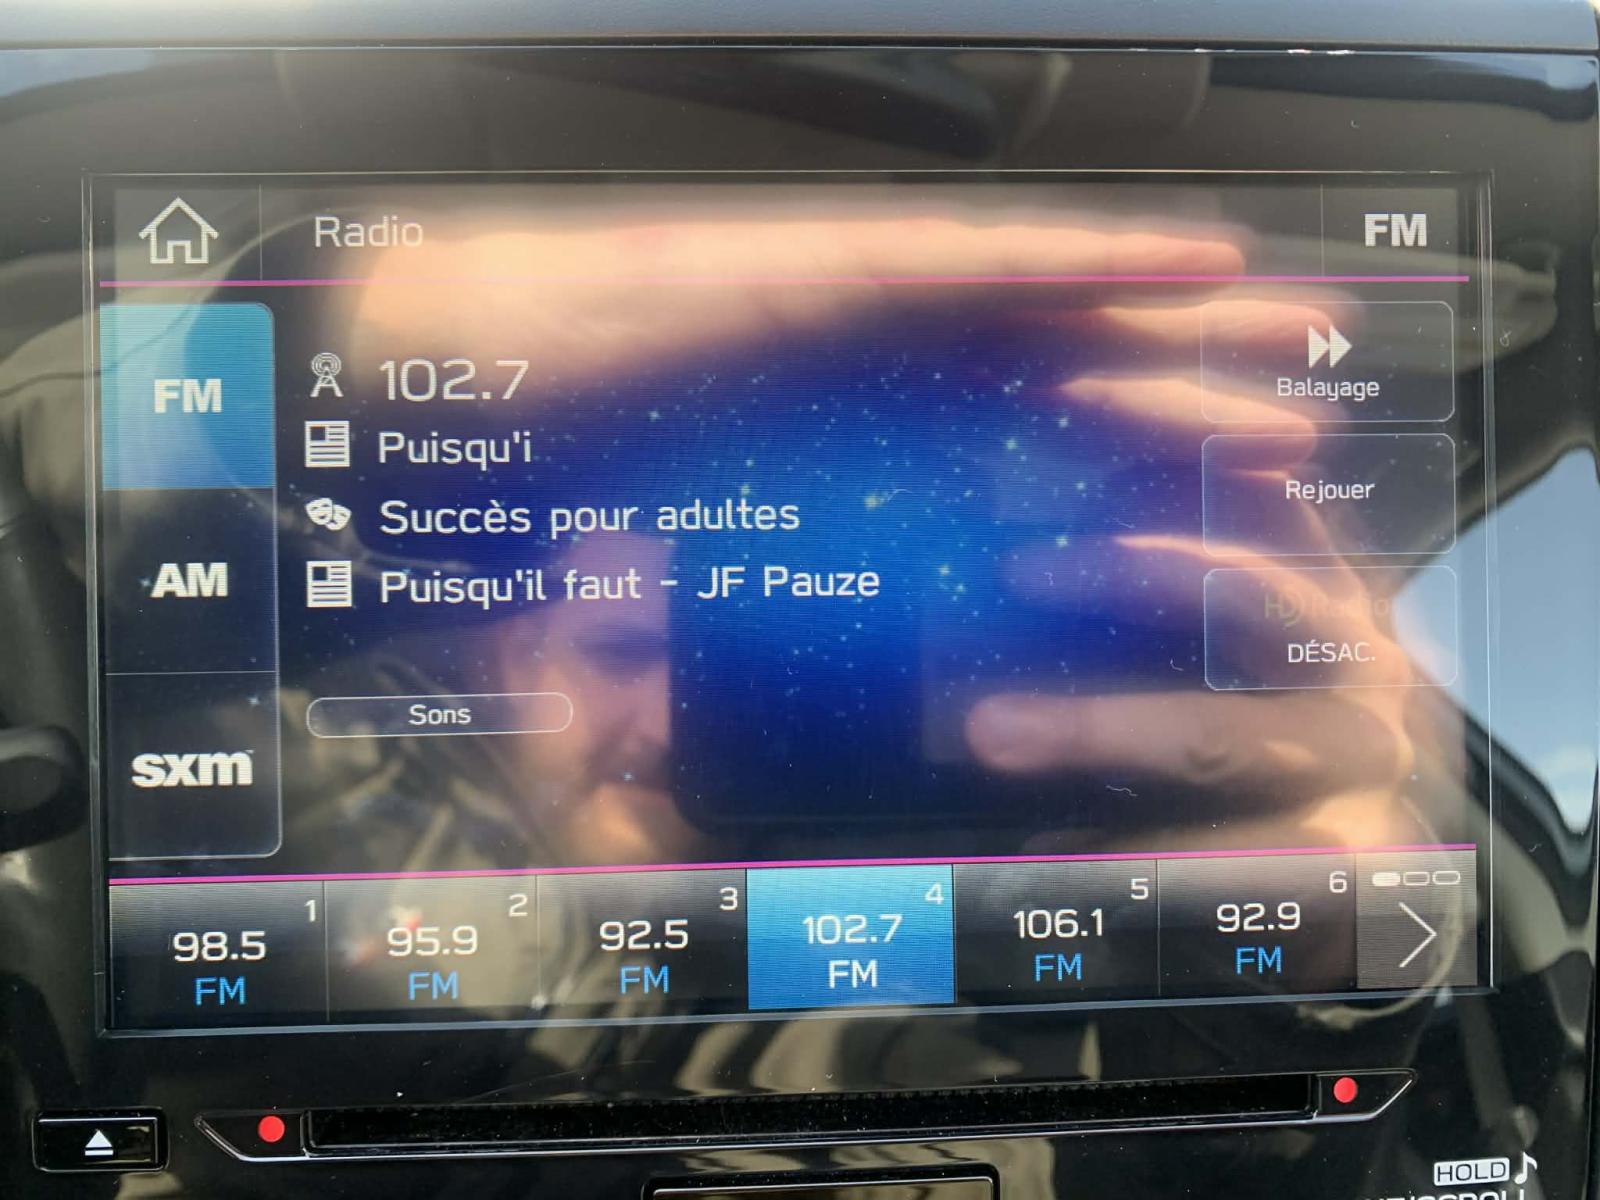 Radio
FM
FM
AM
sxm
102.7
Puisqu'i
Succès pour adultes
Puisqu'il faut - JF Pauze
Sons
Balayage
Rejouer
HD Radio
DÉSAC.
1
98.5
FM
2
95.9
FM
3
92.5
FM
4
102.7
FM
5
106.1
FM
6
92.9
FM
HOLD